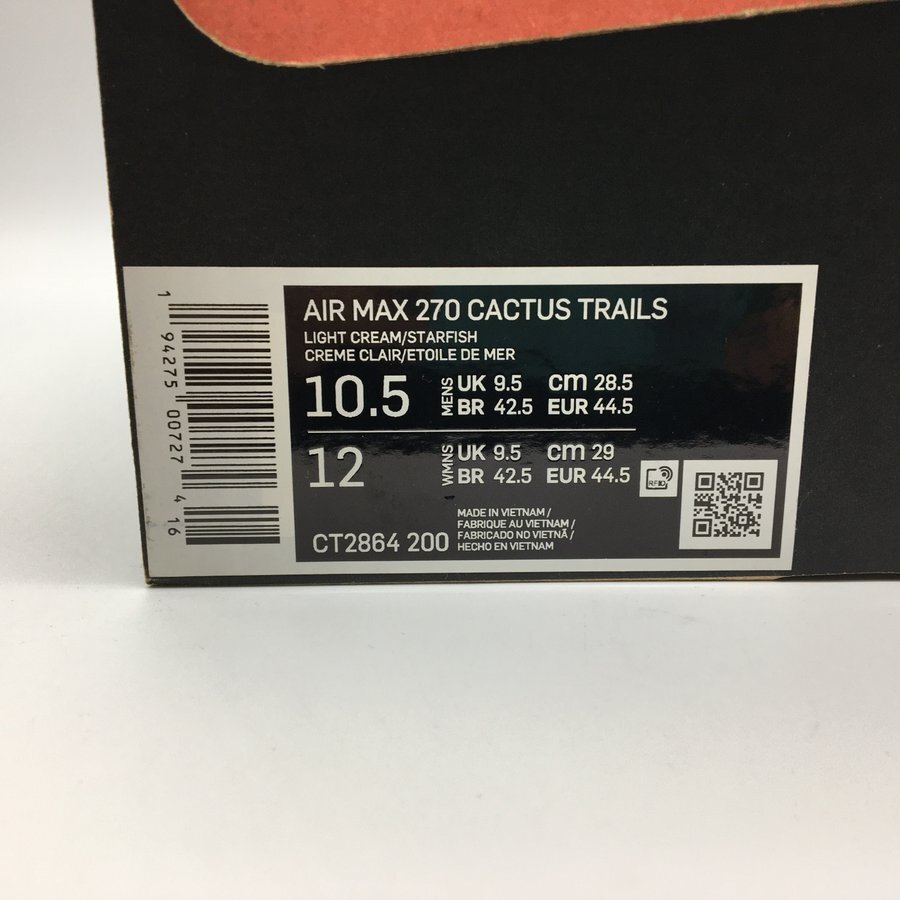 AIR MAX 270 CACTUS TRAILS
LIGHT CREAM/STARFISH
CREME CLAIR/ETOILE DE MER
10.5 MENS UK 9.5 cm 28.5
BR 42.5 EUR 44.5
12 WMNS UK 9.5 cm 29
BR 42.5 EUR 44.5
RFID
CT2864 200
MADE IN VIETNAM /
FABRIQUE AU VIETNAM /
FABRICADO NO VIETNÃ /
HECHO EN VIETNAM
1 94275 00727 4 16